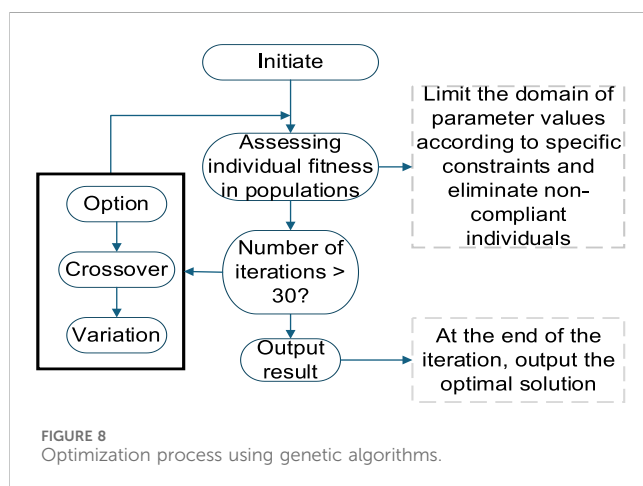 Initiate
Assessing
individual fitness
in populations
Limit the domain of
parameter values
according to specific
constraints and
eliminate non-
compliant
individuals
Option
Crossover
Variation
Number of
iterations >
30?
Output
result
At the end of the
iteration, output the
optimal solution
FIGURE 8
Optimization process using genetic algorithms.